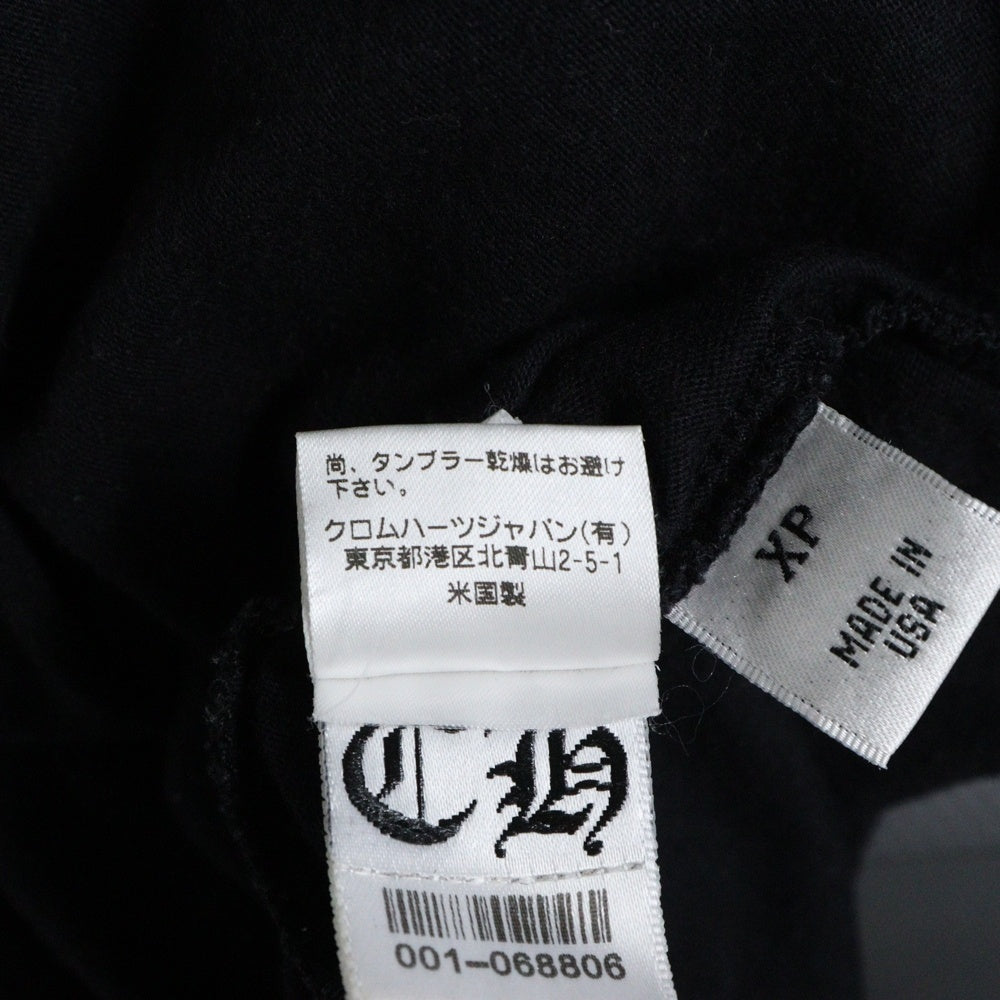 尚、タンブラー乾燥はお避け
下さい。
クロムハーツジャパン(有)
東京都港区北青山2-5-1
米国製
XP
MADE IN
USA
CH
001-068806